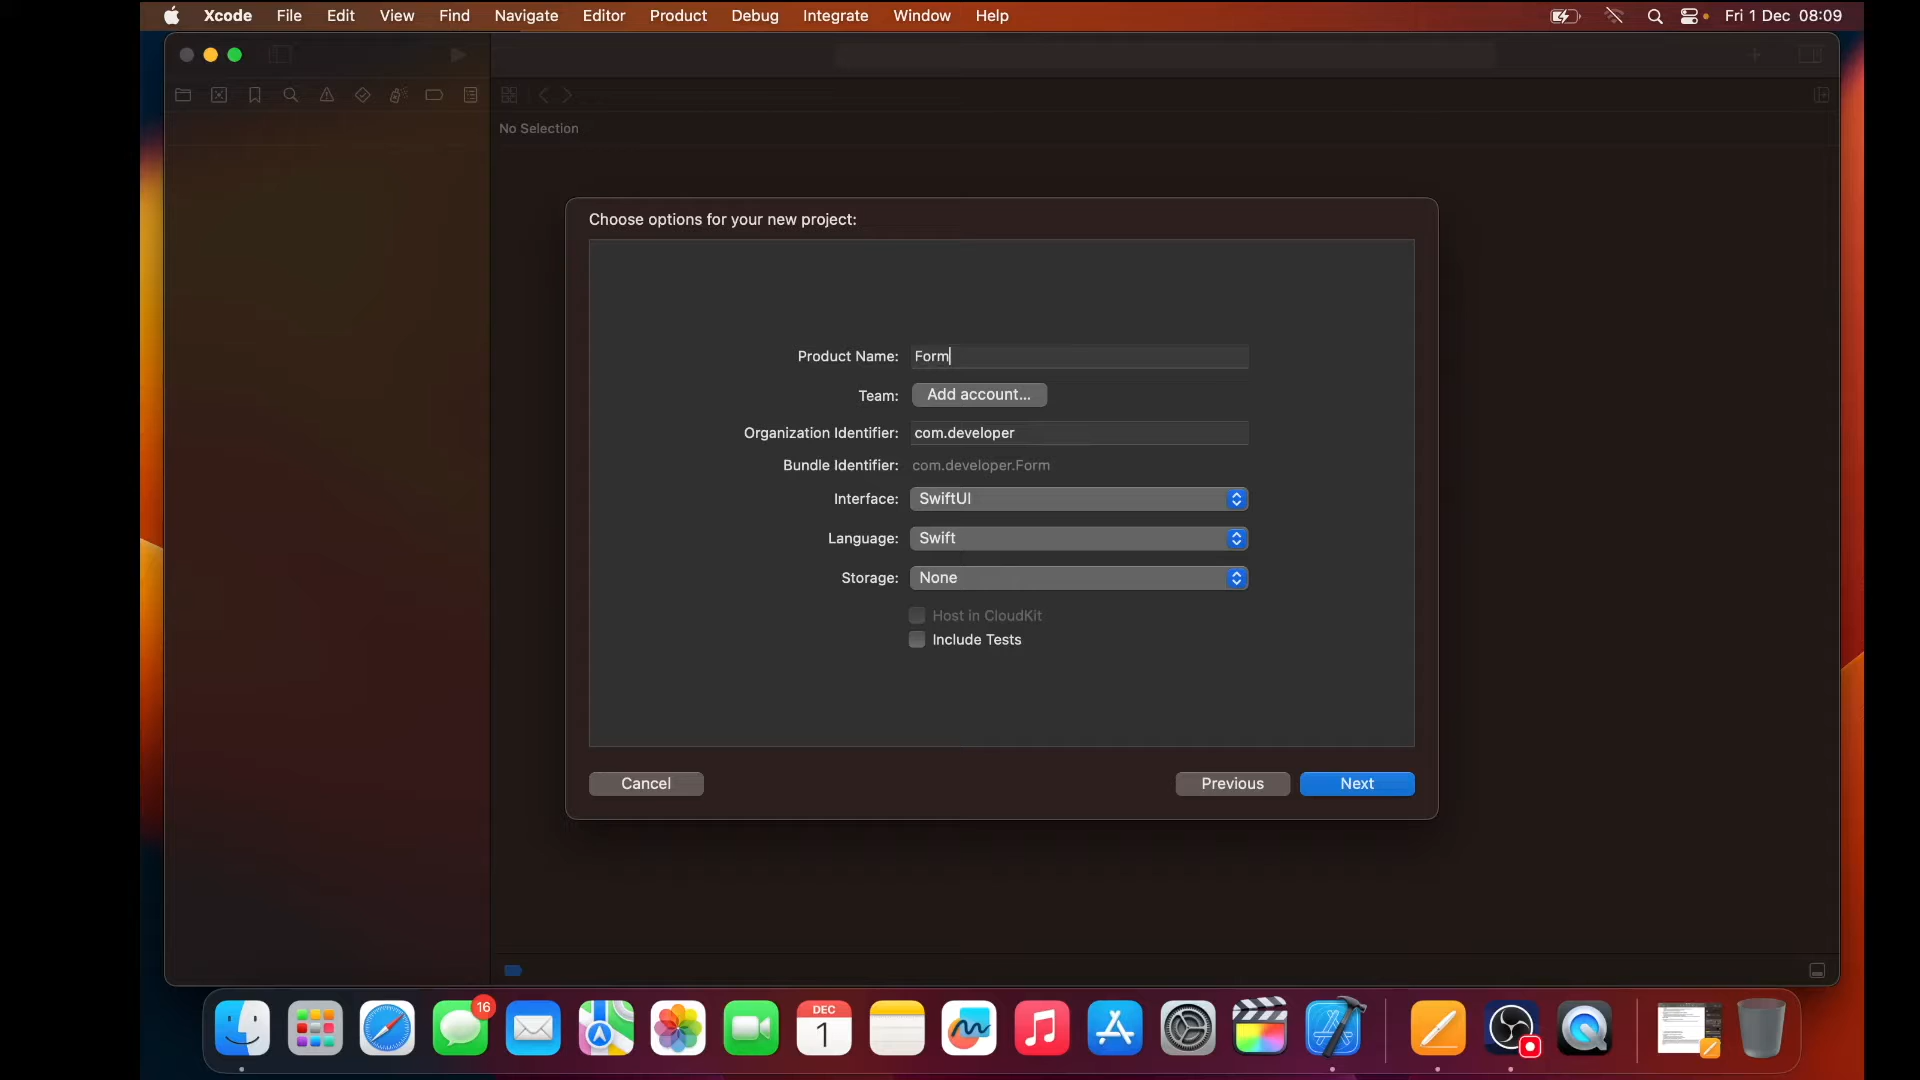 Xcode File Edit View Find Navigate Editor Product Debug Integrate Window Help Fri 1 Dec 08:09
No Selection
Choose options for your new project:
Product Name: Form
Team: Add account...
Organization Identifier: com.developer
Bundle Identifier: com.developer.Form
Interface: SwiftUI
Language: Swift
Storage: None
Host in CloudKit
Include Tests
Cancel Previous Next
16
DEC
1